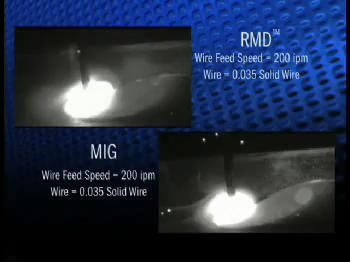 RMD™
Wire Feed Speed = 200 ipm
Wire = 0.035 Solid Wire
MIG
Wire Feed Speed = 200 ipm
Wire = 0.035 Solid Wire